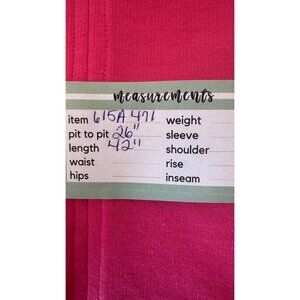 measurements
item 615A 471 weight
pit to pit 26" sleeve
length 42" shoulder
waist rise
hips inseam